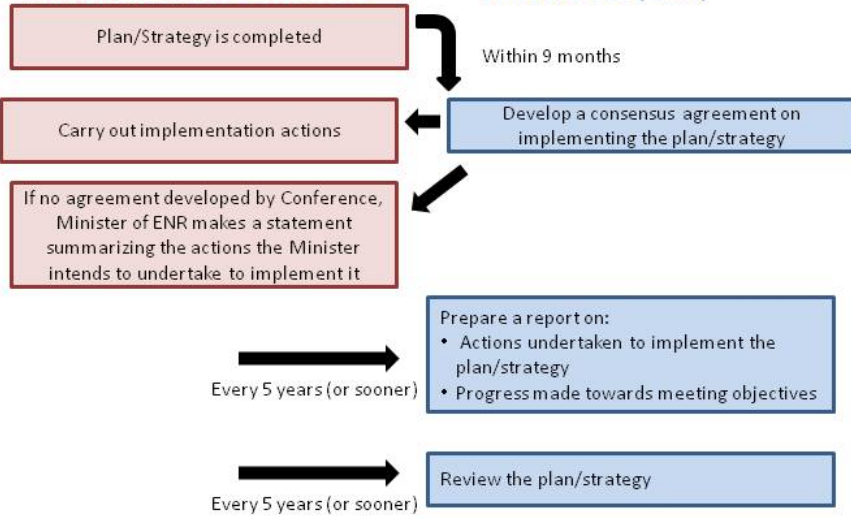 Plan/Strategy is completed
Within 9 months
Carry out implementation actions
Develop a consensus agreement on
implementing the plan/strategy
If no agreement developed by Conference,
Minister of ENR makes a statement
summarizing the actions the Minister
intends to undertake to implement it
Prepare a report on:
• Actions undertaken to implement the
plan/strategy
• Progress made towards meeting objectives
Every 5 years (or sooner)
Review the plan/strategy
Every 5 years (or sooner)